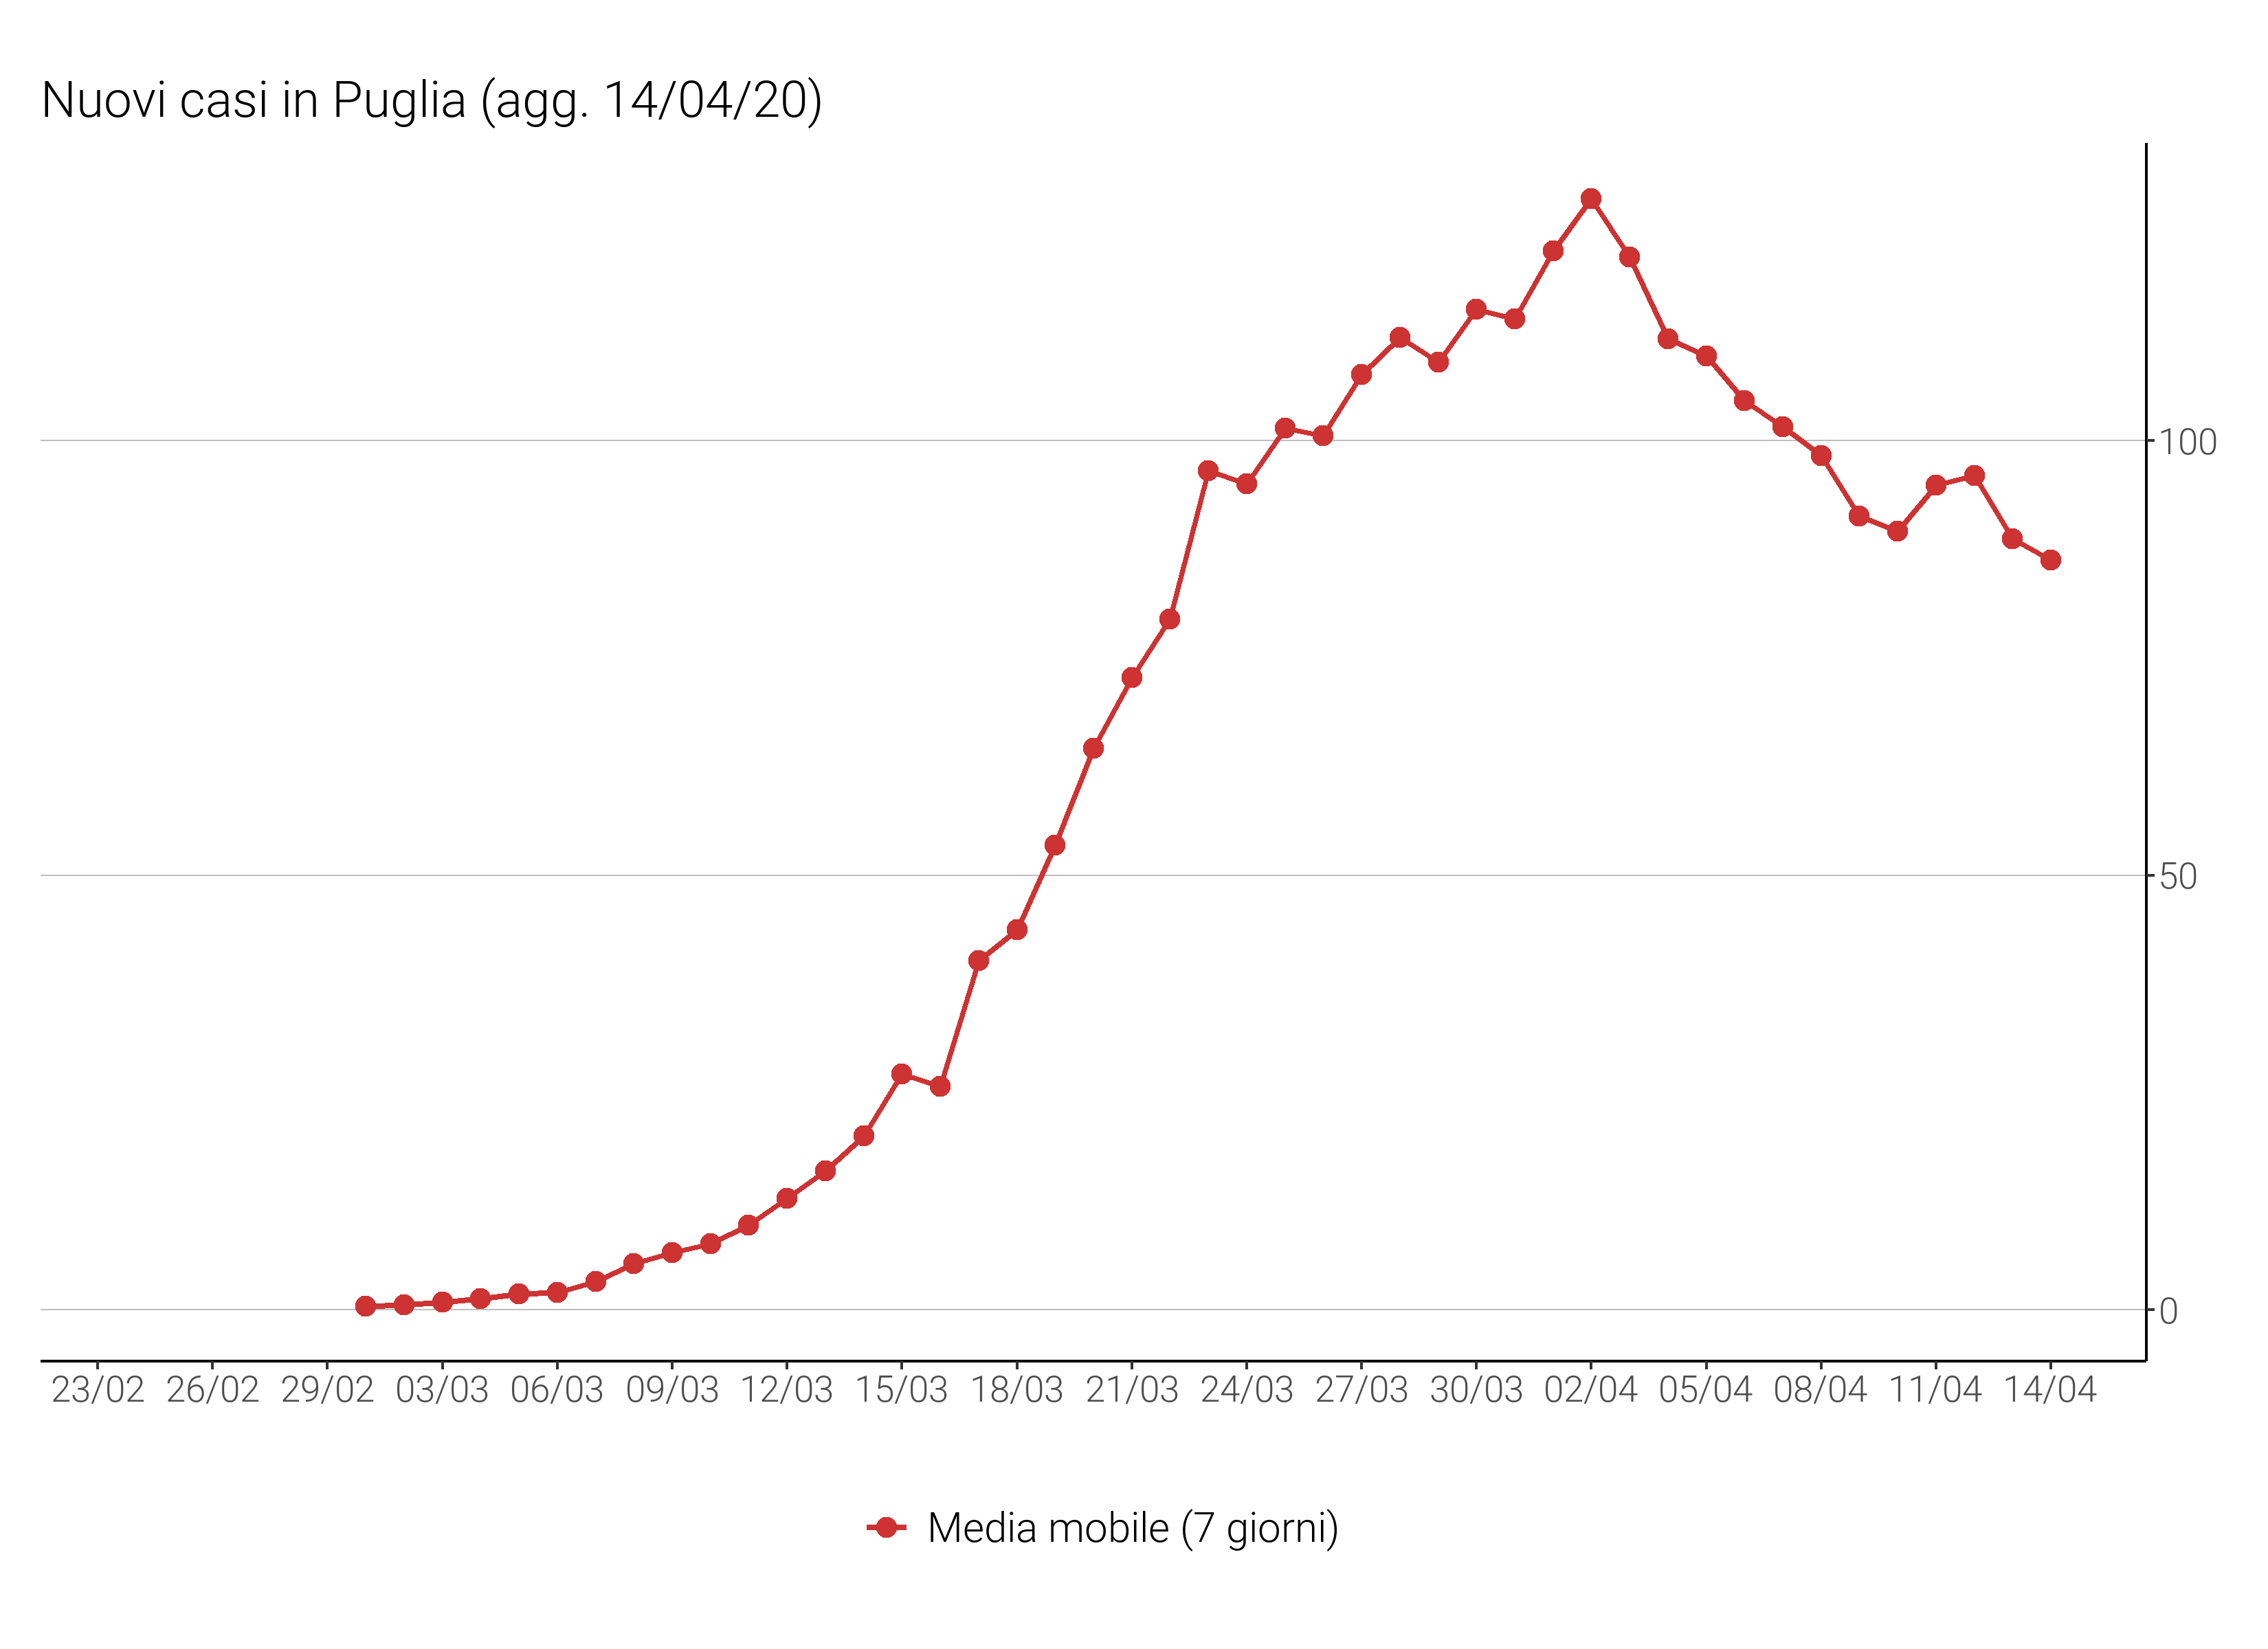 Nuovi casi in Puglia (agg. 14/04/20)
100
50
0
23/02 26/02 29/02 03/03 06/03 09/03 12/03 15/03 18/03 21/03 24/03 27/03 30/03 02/04 05/04 08/04 11/04 14/04
Media mobile (7 giorni)